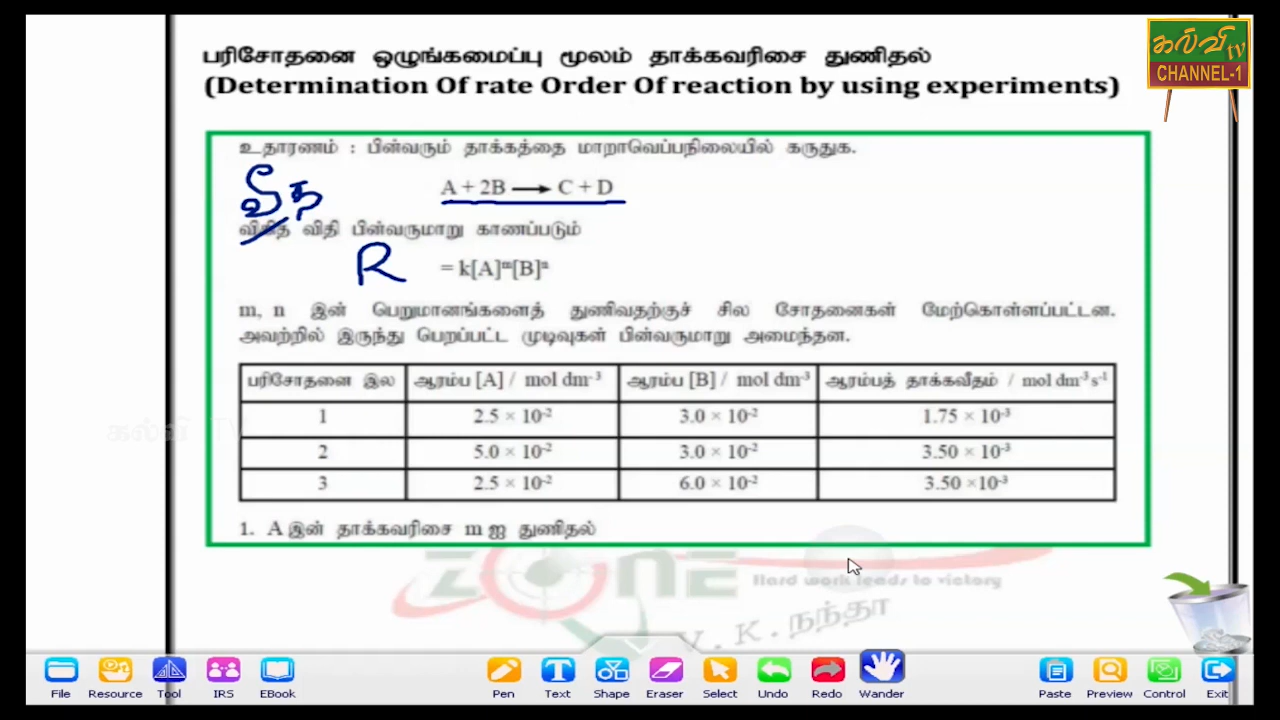 கல்வி TV
CHANNEL-1
பரிசோதனை ஒழுங்கமைப்பு மூலம் தாக்கவரிசை துணிதல்
(Determination Of rate Order Of reaction by using experiments)
உதாரணம் : பின்வரும் தாக்கத்தை மாறாவெப்பநிலையில் கருதுக.
வீத
A + 2B → C + D
விகித விதி பின்வருமாறு காணப்படும்
R = k[A]ᵐ[B]ⁿ
m, n இன் பெறுமானங்களைத் துணிவதற்குச் சில சோதனைகள் மேற்கொள்ளப்பட்டன.
அவற்றில் இருந்து பெறப்பட்ட முடிவுகள் பின்வருமாறு அமைந்தன.
பரிசோதனை இல ஆரம்ப [A] / mol dm⁻³ ஆரம்ப [B] / mol dm⁻³ ஆரம்பத் தாக்கவீதம் / mol dm⁻³s⁻¹
1 2.5 × 10⁻² 3.0 × 10⁻² 1.75 × 10⁻³
2 5.0 × 10⁻² 3.0 × 10⁻² 3.50 × 10⁻³
3 2.5 × 10⁻² 6.0 × 10⁻² 3.50 ×10⁻³
1. A இன் தாக்கவரிசை m ஐ துணிதல்
ZONE
Hard work leads to victory
V . K . நந்தா
File Resource Tool IRS EBook Pen Text Shape Eraser Select Undo Redo Wander Paste Preview Control Exit